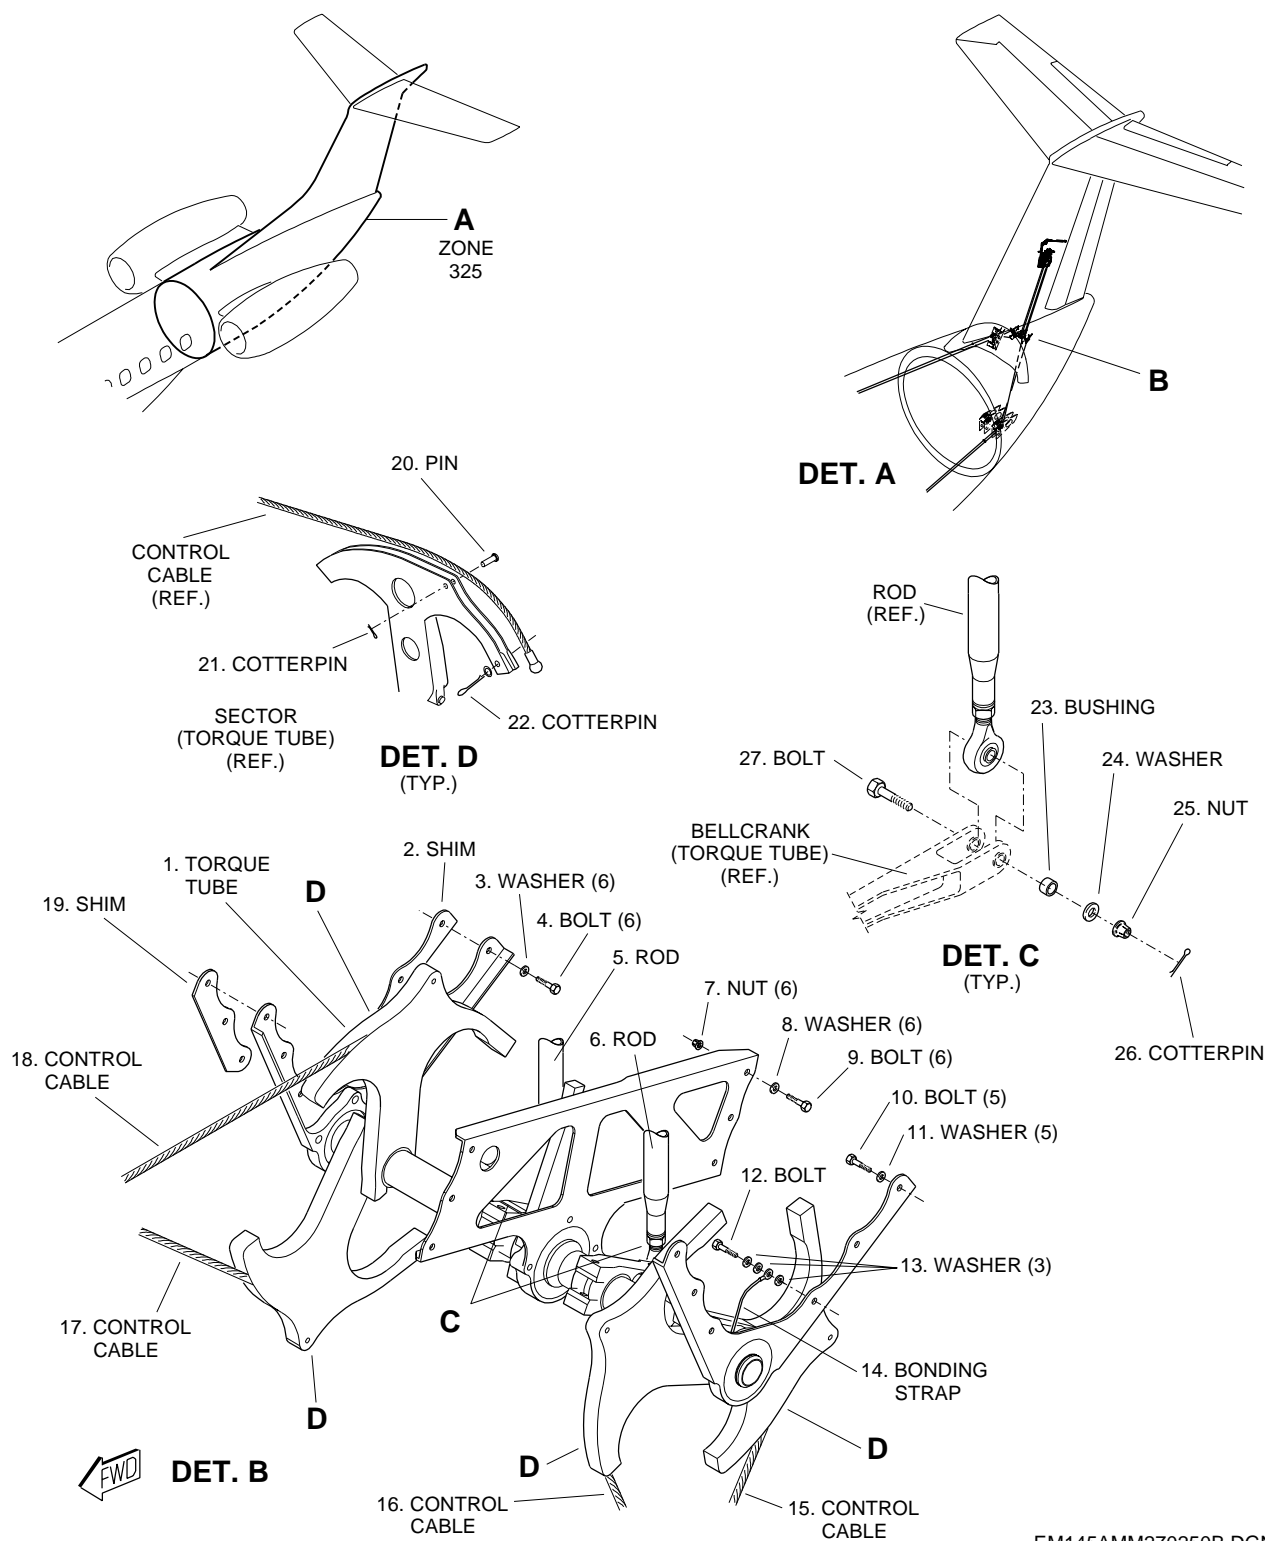 A
ZONE
325
B
DET. A
20. PIN
CONTROL
CABLE
(REF.)
21. COTTERPIN
22. COTTERPIN
SECTOR
(TORQUE TUBE)
(REF.)
DET. D
(TYP.)
ROD
(REF.)
23. BUSHING
24. WASHER
25. NUT
27. BOLT
BELLCRANK
(TORQUE TUBE)
(REF.)
DET. C
(TYP.)
26. COTTERPIN
1. TORQUE
TUBE
D
2. SHIM
3. WASHER (6)
4. BOLT (6)
19. SHIM
5. ROD
6. ROD
7. NUT (6)
8. WASHER (6)
9. BOLT (6)
10. BOLT (5)
11. WASHER (5)
12. BOLT
13. WASHER (3)
18. CONTROL
CABLE
17. CONTROL
CABLE
C
14. BONDING
STRAP
D
D
D
FWD
DET. B
16. CONTROL
CABLE
15. CONTROL
CABLE